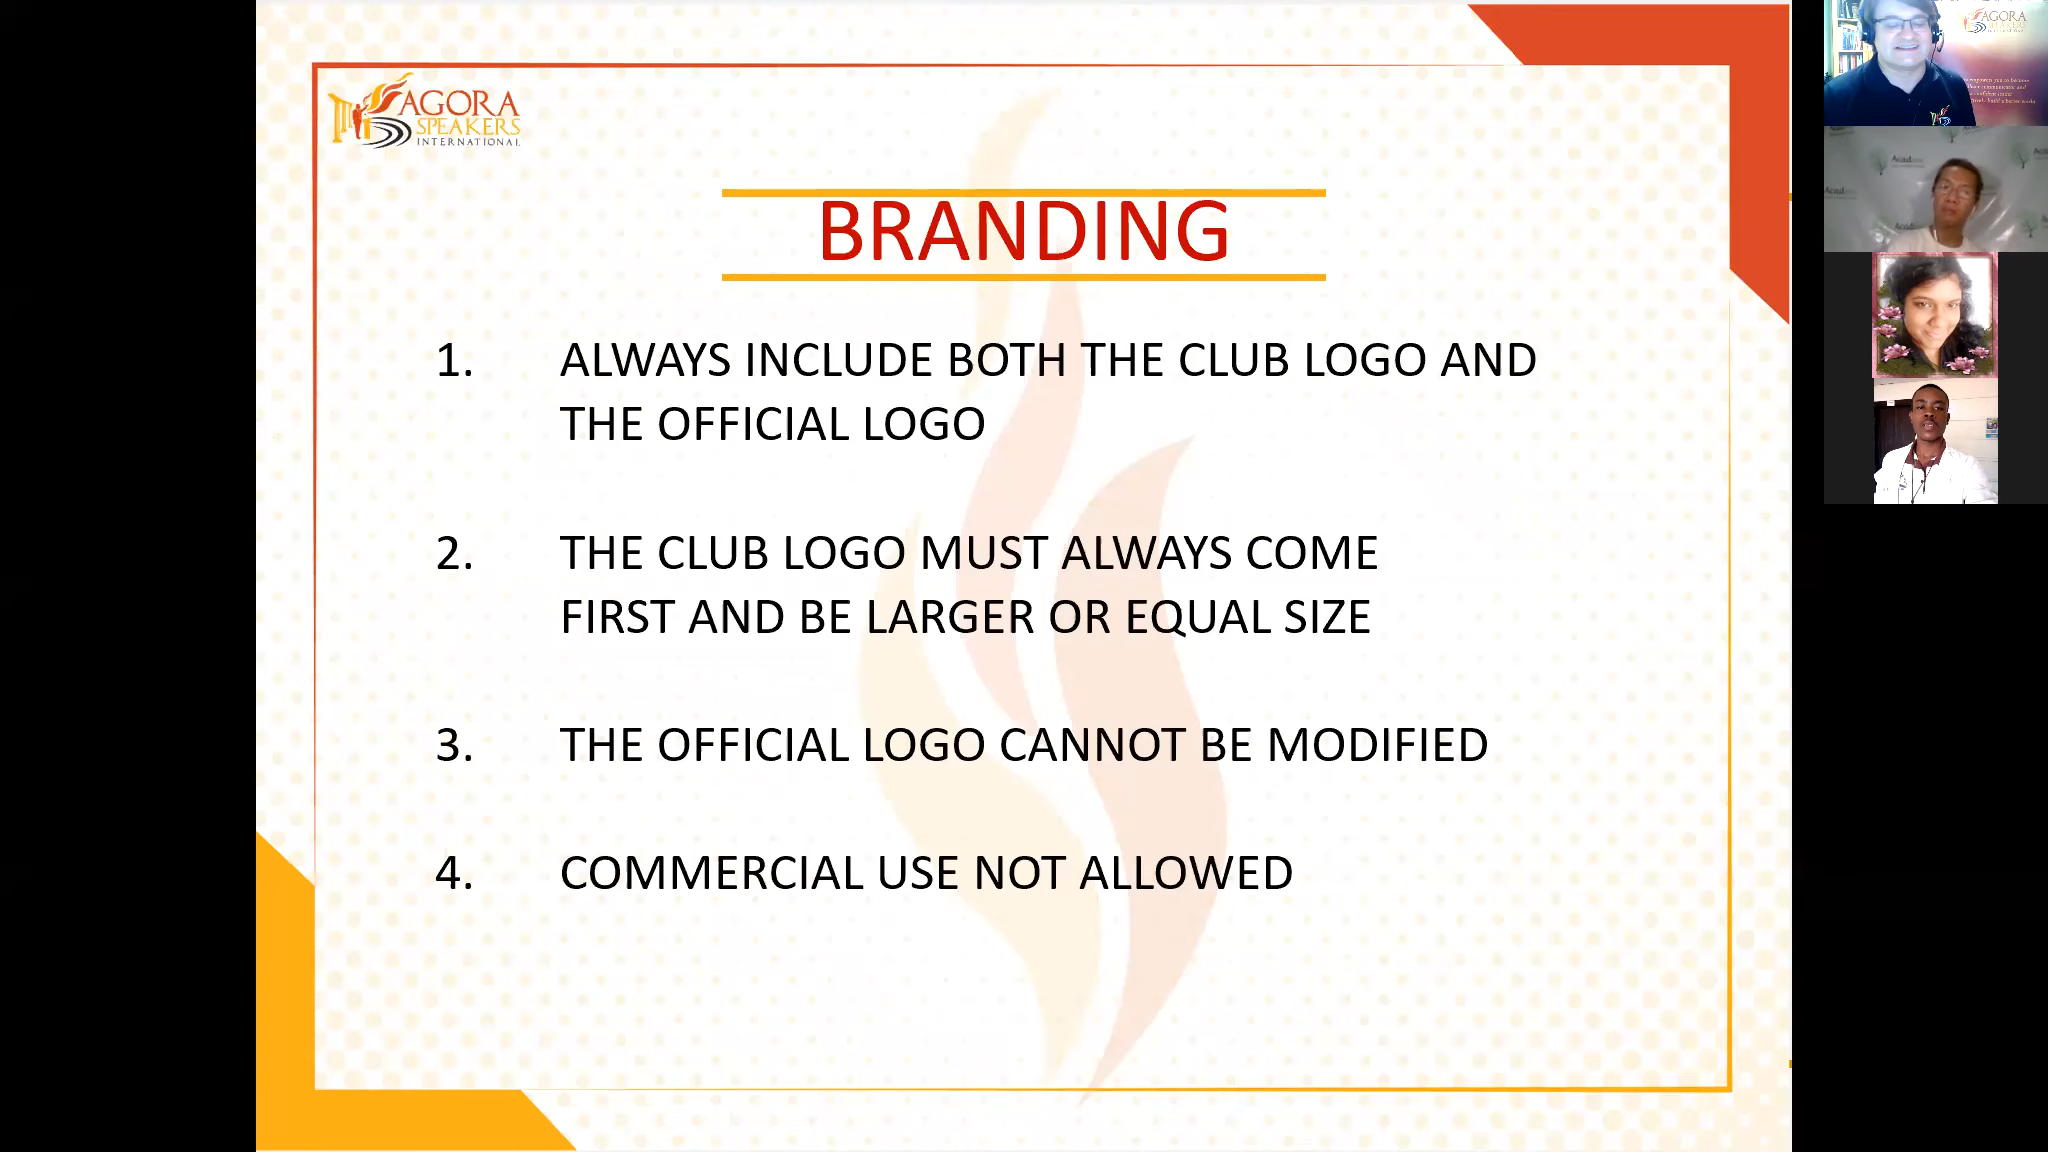 AGORA
SPEAKERS
INTERNATIONAL
BRANDING
1. ALWAYS INCLUDE BOTH THE CLUB LOGO AND
THE OFFICIAL LOGO
2. THE CLUB LOGO MUST ALWAYS COME
FIRST AND BE LARGER OR EQUAL SIZE
3. THE OFFICIAL LOGO CANNOT BE MODIFIED
4. COMMERCIAL USE NOT ALLOWED
AGORA
SPEAKERS